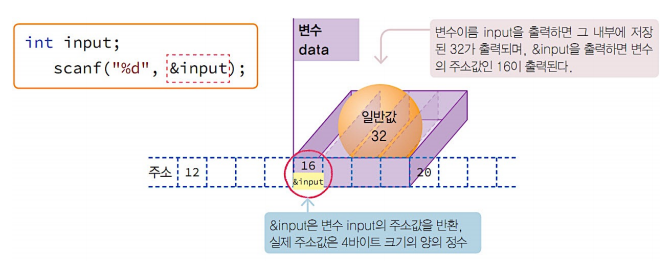 int input;
scanf("%d", &input);
변수
data
변수이름 input을 출력하면 그 내부에 저장
된 32가 출력되며, &input을 출력하면 변수
의 주소값인 16이 출력된다.
일반값
32
주소 12 16 20
&input
&input은 변수 input의 주소값을 반환,
실제 주소값은 4바이트 크기의 양의 정수